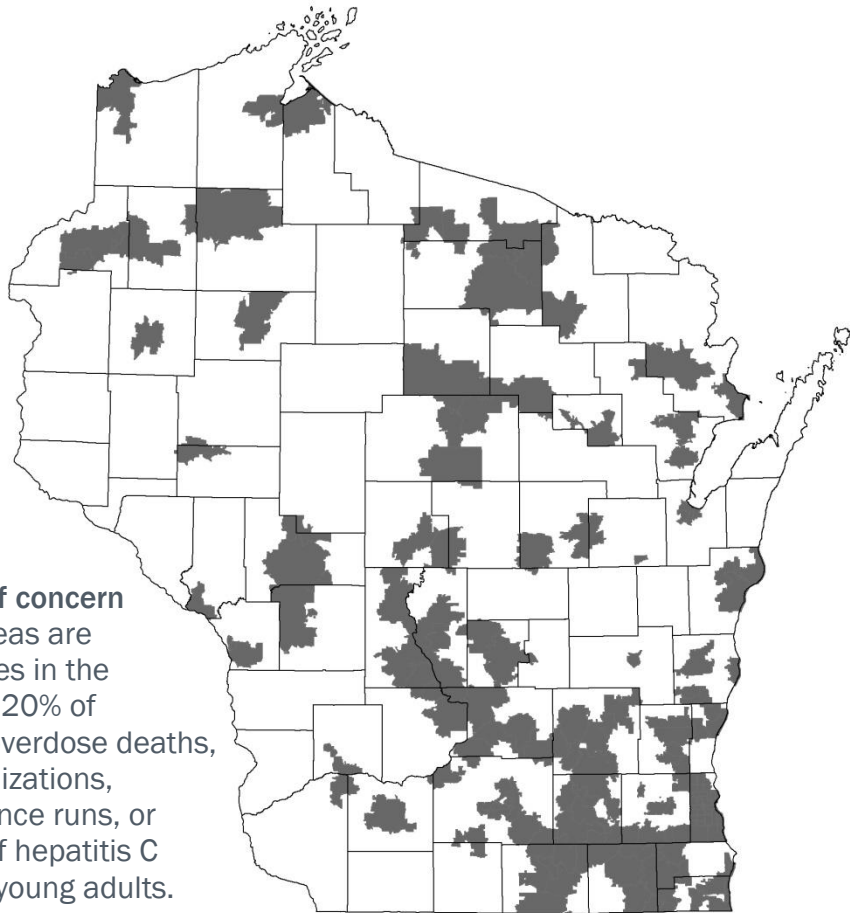 f concern
eas are
es in the
20% of
verdose deaths,
izations,
nce runs, or
f hepatitis C
young adults.